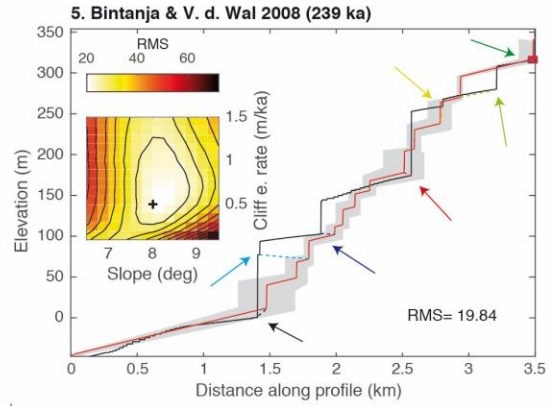 5. Bintanja & V. d. Wal 2008 (239 ka)
RMS
20 40 60
1.5
1
0.5
Cliff e. rate (m/ka)
7 8 9
Slope (deg)
350
300
250
200
150
100
50
0
Elevation (m)
RMS= 19.84
0 0.5 1 1.5 2 2.5 3 3.5
Distance along profile (km)